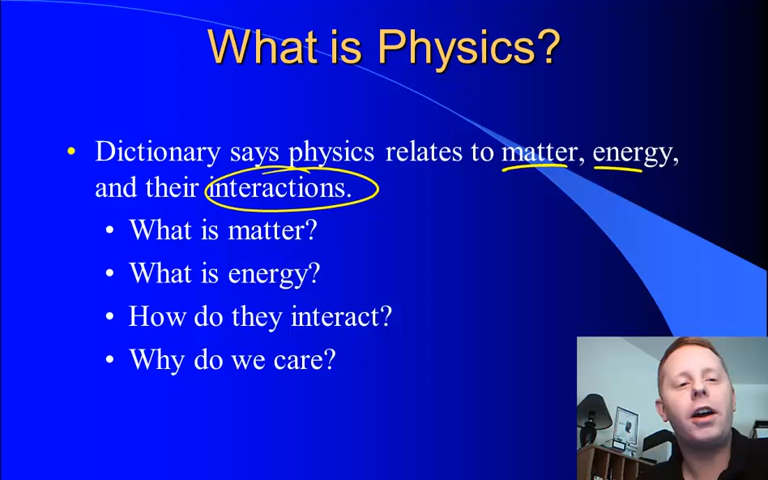 What is Physics?
• Dictionary says physics relates to matter, energy,
and their interactions.
• What is matter?
• What is energy?
• How do they interact?
• Why do we care?